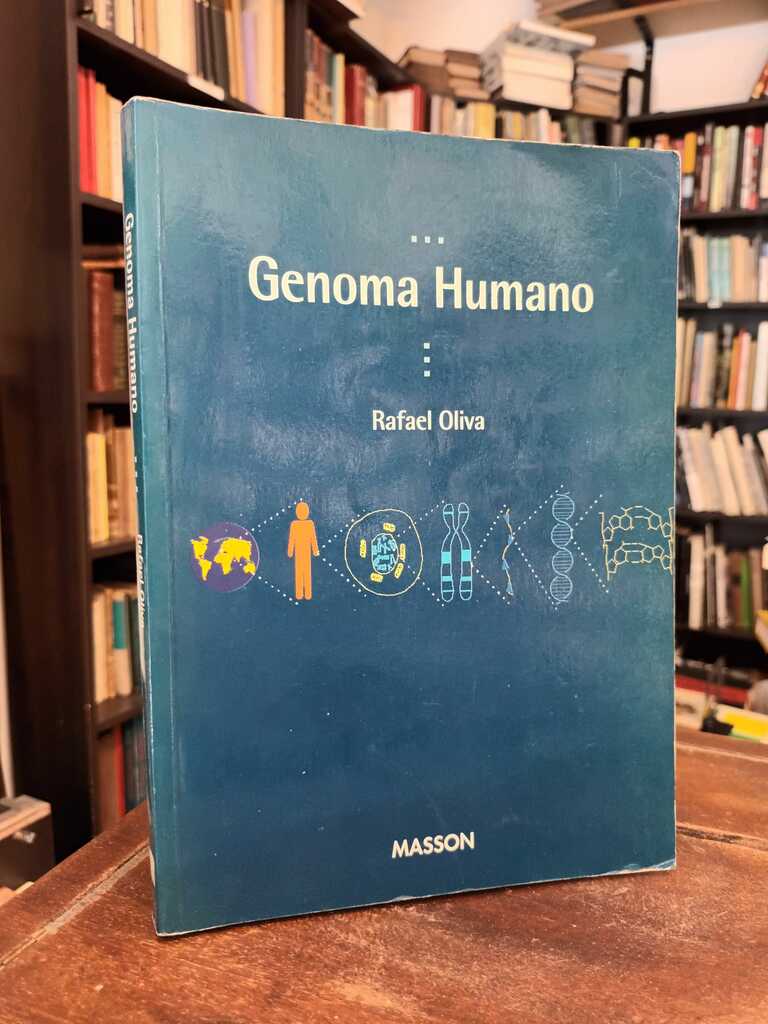 Genoma Humano
Rafael Oliva
MASSON
Genoma Humano
Rafael Oliva